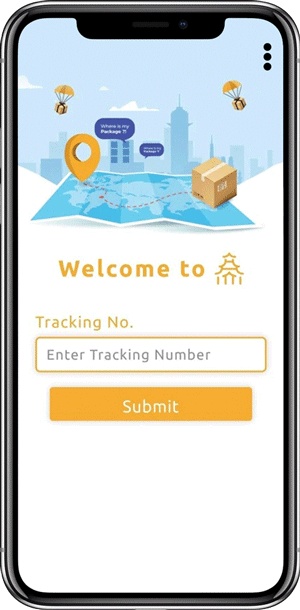 Where is my
Package ?!
Where is my
Package ?!
Welcome to
Tracking No.
Enter Tracking Number
Submit